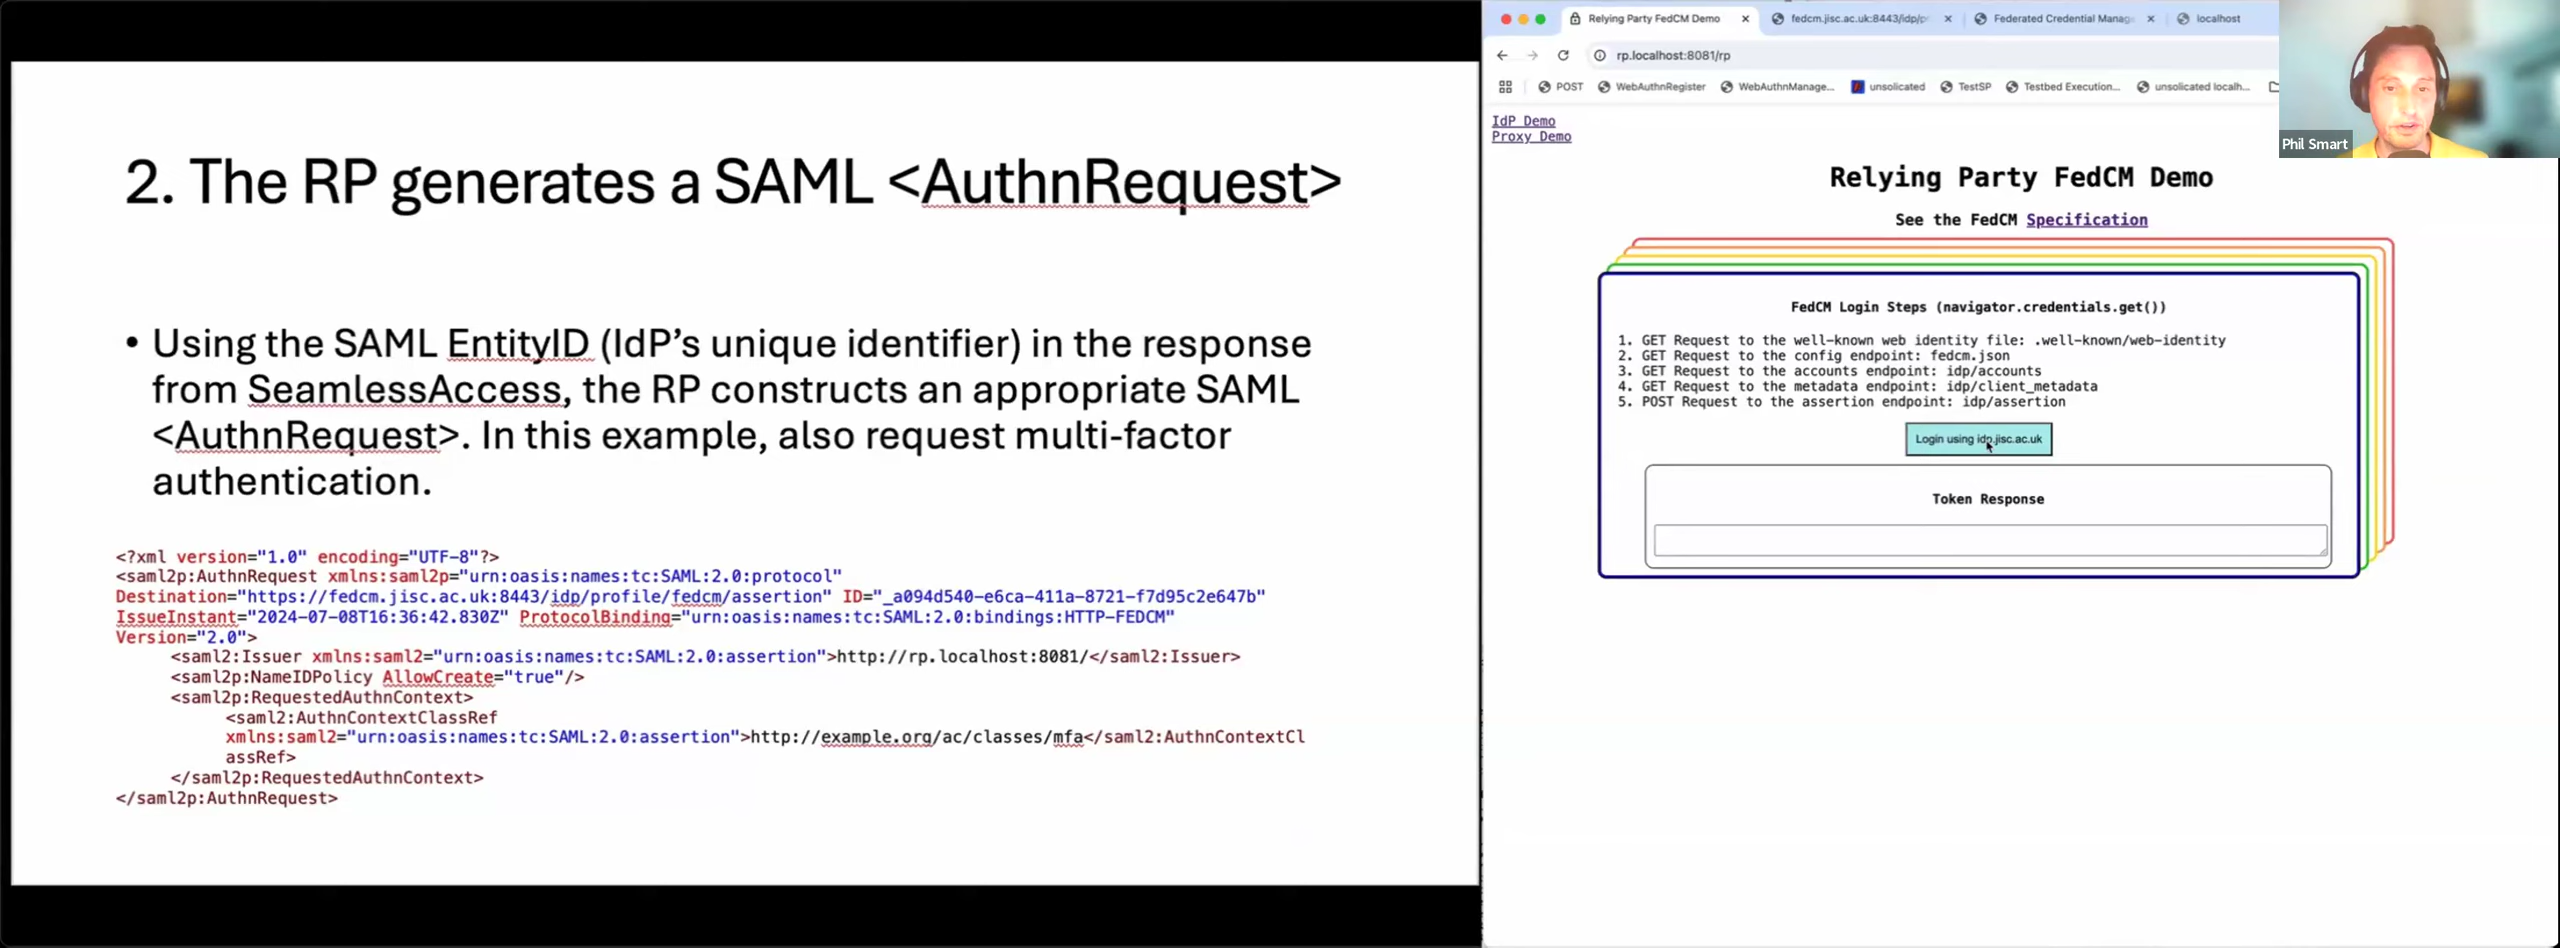 2. The RP generates a SAML <AuthnRequest>
• Using the SAML EntityID (IdP’s unique identifier) in the response
from SeamlessAccess, the RP constructs an appropriate SAML
<AuthnRequest>. In this example, also request multi-factor
authentication.
<?xml version="1.0" encoding="UTF-8"?>
<saml2p:AuthnRequest xmlns:saml2p="urn:oasis:names:tc:SAML:2.0:protocol"
Destination="https://fedcm.jisc.ac.uk:8443/idp/profile/fedcm/assertion" ID="_a094d540-e6ca-411a-8721-f7d95c2e647b"
IssueInstant="2024-07-08T16:36:42.830Z" ProtocolBinding="urn:oasis:names:tc:SAML:2.0:bindings:HTTP-FEDCM"
Version="2.0">
<saml2:Issuer xmlns:saml2="urn:oasis:names:tc:SAML:2.0:assertion">http://rp.localhost:8081/</saml2:Issuer>
<saml2p:NameIDPolicy AllowCreate="true"/>
<saml2p:RequestedAuthnContext>
<saml2:AuthnContextClassRef
xmlns:saml2="urn:oasis:names:tc:SAML:2.0:assertion">http://example.org/ac/classes/mfa</saml2:AuthnContextCl
assRef>
</saml2p:RequestedAuthnContext>
</saml2p:AuthnRequest>
Relying Party FedCM Demo
fedcm.jisc.ac.uk:8443/idp/p
Federated Credential Manag
localhost
rp.localhost:8081/rp
POST WebAuthnRegister WebAuthnManage... unsolicated TestSP Testbed Execution... unsolicated localh...
Phil Smart
IdP Demo
Proxy Demo
Relying Party FedCM Demo
See the FedCM Specification
FedCM Login Steps (navigator.credentials.get())
1. GET Request to the well-known web identity file: .well-known/web-identity
2. GET Request to the config endpoint: fedcm.json
3. GET Request to the accounts endpoint: idp/accounts
4. GET Request to the metadata endpoint: idp/client_metadata
5. POST Request to the assertion endpoint: idp/assertion
Login using idp.jisc.ac.uk
Token Response